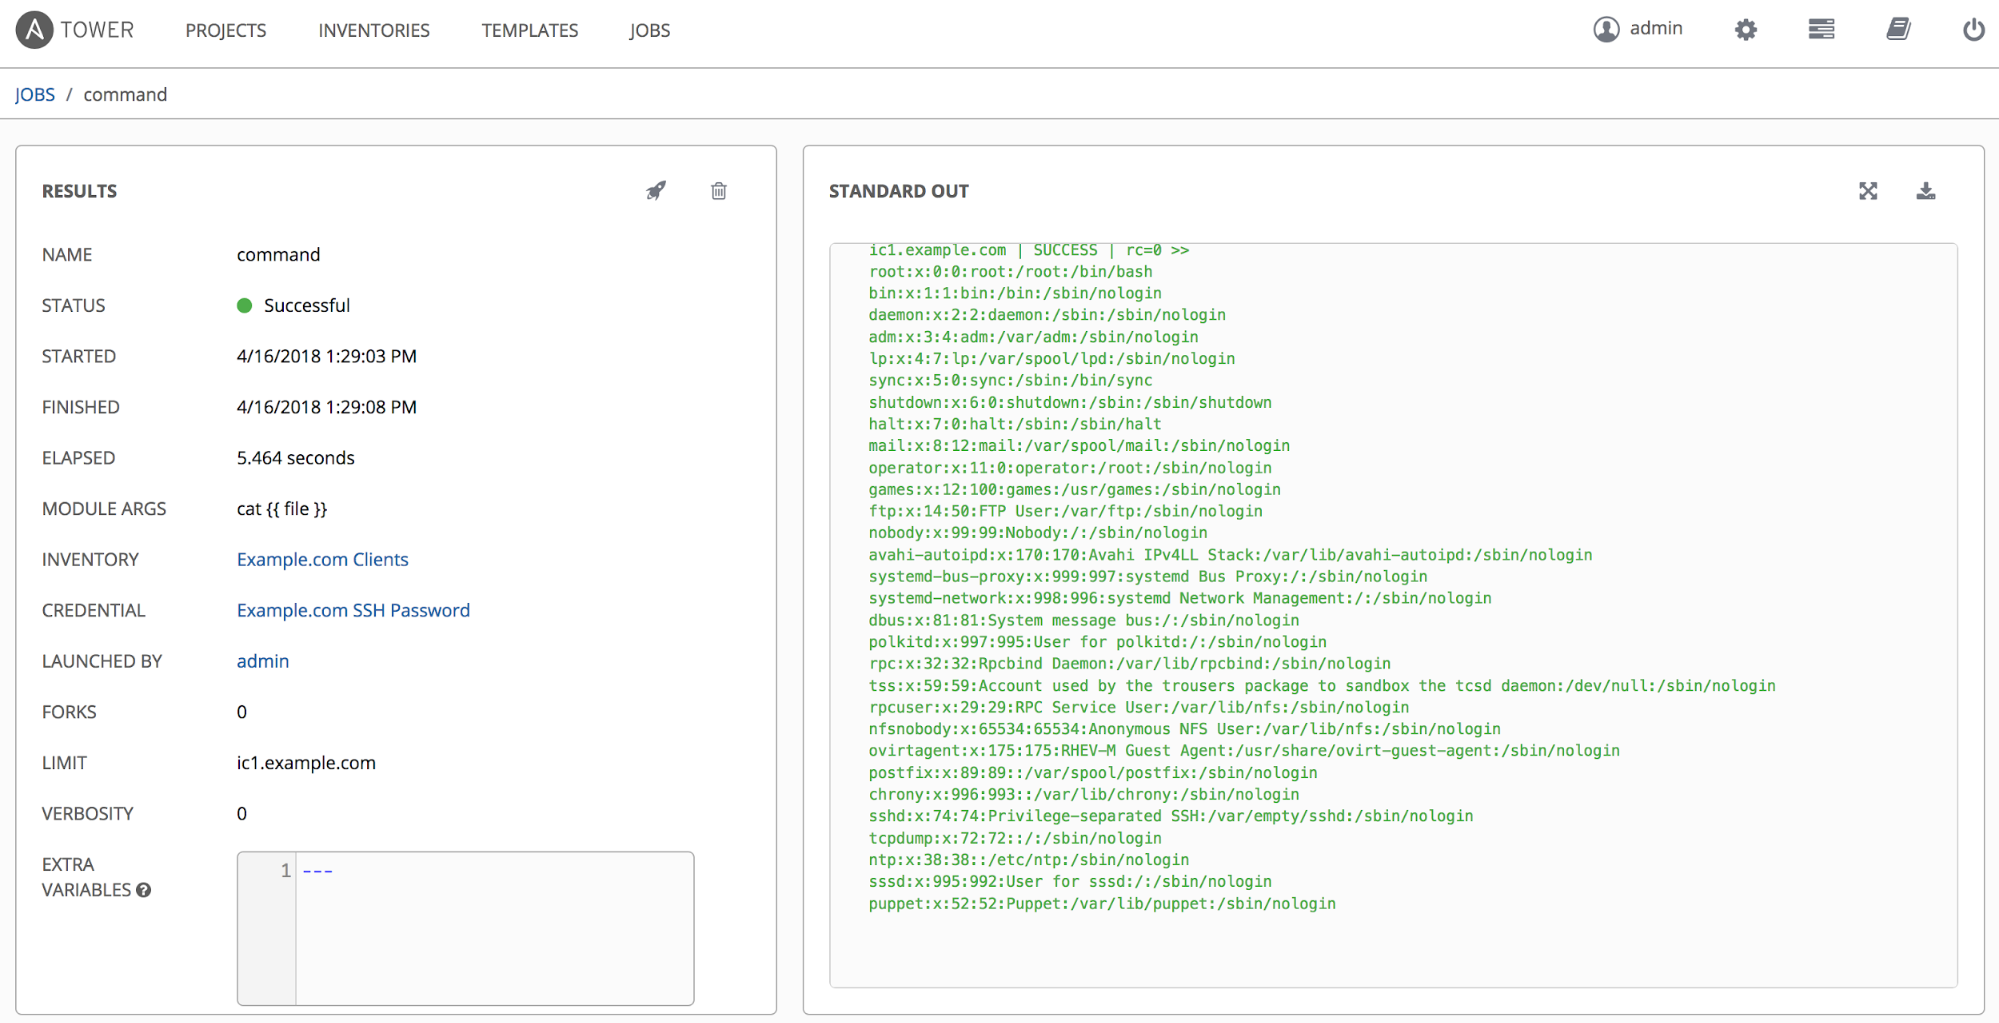 TOWER PROJECTS INVENTORIES TEMPLATES JOBS admin
JOBS / command
RESULTS
NAME command
STATUS Successful
STARTED 4/16/2018 1:29:03 PM
FINISHED 4/16/2018 1:29:08 PM
ELAPSED 5.464 seconds
MODULE ARGS cat {{ file }}
INVENTORY Example.com Clients
CREDENTIAL Example.com SSH Password
LAUNCHED BY admin
FORKS 0
LIMIT ic1.example.com
VERBOSITY 0
EXTRA
VARIABLES ?
1 ---
STANDARD OUT
ic1.example.com | SUCCESS | rc=0 >>
root:x:0:0:root:/root:/bin/bash
bin:x:1:1:bin:/bin:/sbin/nologin
daemon:x:2:2:daemon:/sbin:/sbin/nologin
adm:x:3:4:adm:/var/adm:/sbin/nologin
lp:x:4:7:lp:/var/spool/lpd:/sbin/nologin
sync:x:5:0:sync:/sbin:/bin/sync
shutdown:x:6:0:shutdown:/sbin:/sbin/shutdown
halt:x:7:0:halt:/sbin:/sbin/halt
mail:x:8:12:mail:/var/spool/mail:/sbin/nologin
operator:x:11:0:operator:/root:/sbin/nologin
games:x:12:100:games:/usr/games:/sbin/nologin
ftp:x:14:50:FTP User:/var/ftp:/sbin/nologin
nobody:x:99:99:Nobody:/:/sbin/nologin
avahi-autoipd:x:170:170:Avahi IPv4LL Stack:/var/lib/avahi-autoipd:/sbin/nologin
systemd-bus-proxy:x:999:997:systemd Bus Proxy:/:/sbin/nologin
systemd-network:x:998:996:systemd Network Management:/:/sbin/nologin
dbus:x:81:81:System message bus:/:/sbin/nologin
polkitd:x:997:995:User for polkitd:/:/sbin/nologin
rpc:x:32:32:Rpcbind Daemon:/var/lib/rpcbind:/sbin/nologin
tss:x:59:59:Account used by the trousers package to sandbox the tcsd daemon:/dev/null:/sbin/nologin
rpcuser:x:29:29:RPC Service User:/var/lib/nfs:/sbin/nologin
nfsnobody:x:65534:65534:Anonymous NFS User:/var/lib/nfs:/sbin/nologin
ovirtagent:x:175:175:RHEV-M Guest Agent:/usr/share/ovirt-guest-agent:/sbin/nologin
postfix:x:89:89::/var/spool/postfix:/sbin/nologin
chrony:x:996:993::/var/lib/chrony:/sbin/nologin
sshd:x:74:74:Privilege-separated SSH:/var/empty/sshd:/sbin/nologin
tcpdump:x:72:72::/:/sbin/nologin
ntp:x:38:38::/etc/ntp:/sbin/nologin
sssd:x:995:992:User for sssd:/:/sbin/nologin
puppet:x:52:52:Puppet:/var/lib/puppet:/sbin/nologin